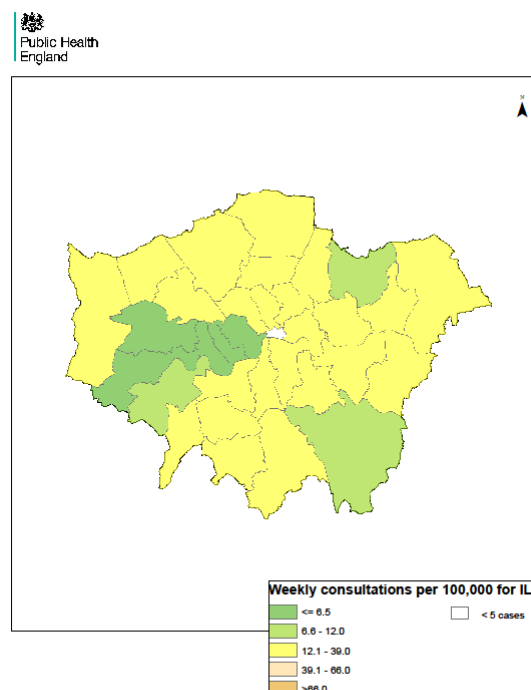 Public Health
England
N
Weekly consultations per 100,000 for IL
<= 6.5
< 5 cases
6.6 - 12.0
12.1 - 39.0
39.1 - 66.0
>66.0